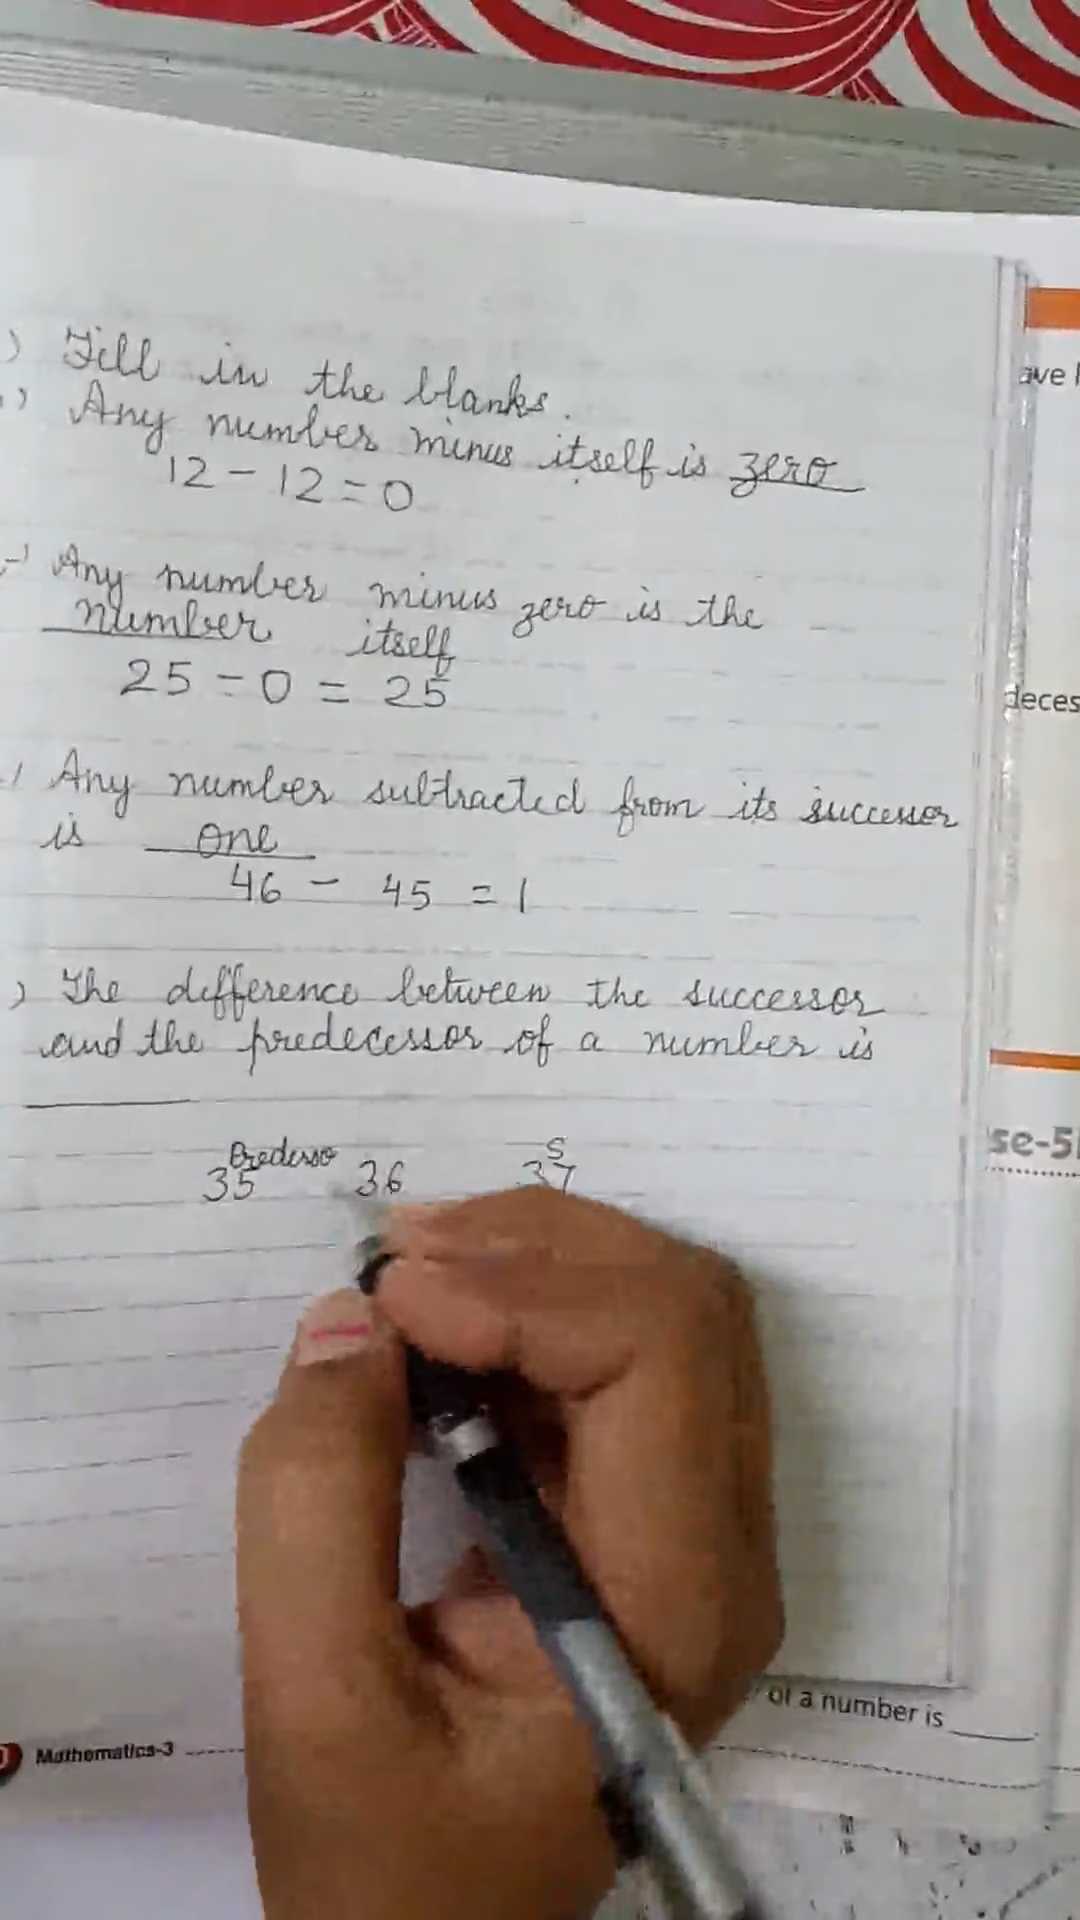 ) Fill in the blanks.
Any number minus itself is zero
12 - 12 = 0
Any number minus zero is the
number itself
25 - 0 = 25
Any number subtracted from its successor
is one
46 - 45 = 1
) The difference between the successor
and the predecessor of a number is
35 36 37
S
ave
deces
se-5
of a number is
Mathematics-3